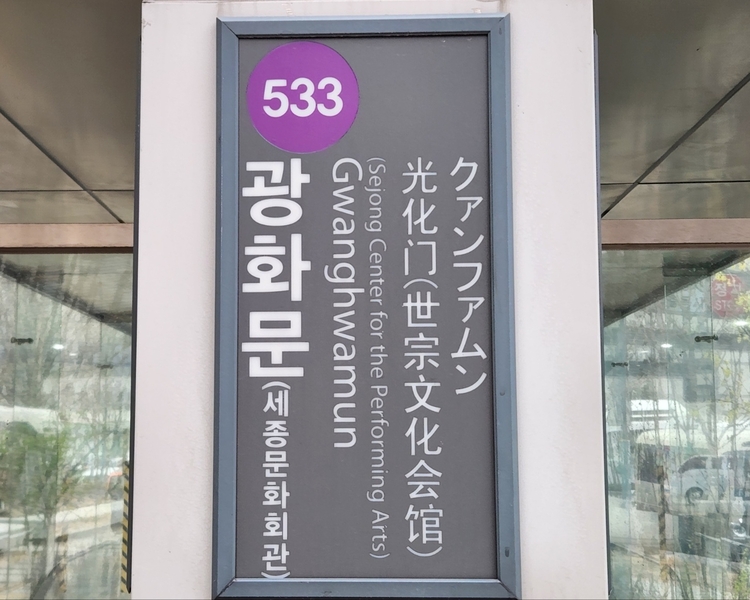 533
광화문(세종문화회관)
Gwanghwamun
(Sejong Center for the Performing Arts)
光化门(世宗文化会馆)
クァンファムン